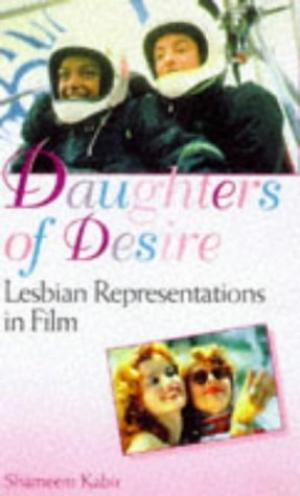 Daughters
of Desire
Lesbian Representations
in Film
Shameem Kabir